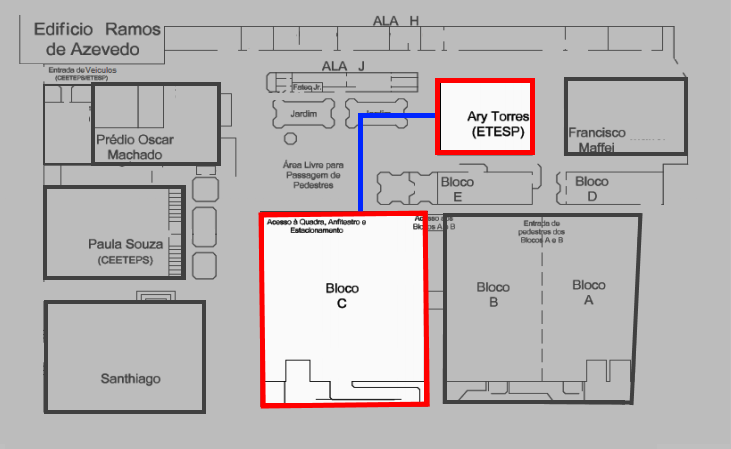 ALA H
Edifício Ramos
de Azevedo
ALA J
Entrada de Veículos
(CEETEPS/ETESP)
Fateq Jr.
Jardim
Jardim
Ary Torres
(ETESP)
Francisco
Maffei
Prédio Oscar
Machado
Área Livre para
Passagem de
Pedestres
Bloco
E
Bloco
D
Acesso à Quadra, Anfiteatro e
Estacionamento
Acesso aos
Blocos A e B
Entrada de
pedestres dos
Blocos A e B
Paula Souza
(CEETEPS)
Bloco
C
Bloco
B
Bloco
A
Santhiago